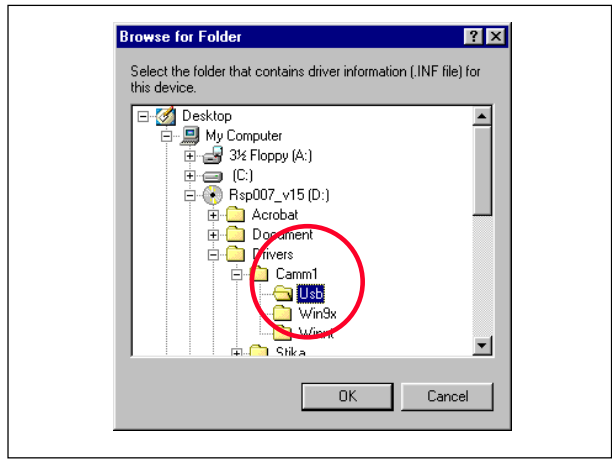 Browse for Folder
Select the folder that contains driver information (.INF file) for
this device.
Desktop
My Computer
3½ Floppy (A:)
(C:)
Rsp007_v15 (D:)
Acrobat
Document
Drivers
Camm1
Usb
Win9x
Winnt
Stika
OK
Cancel